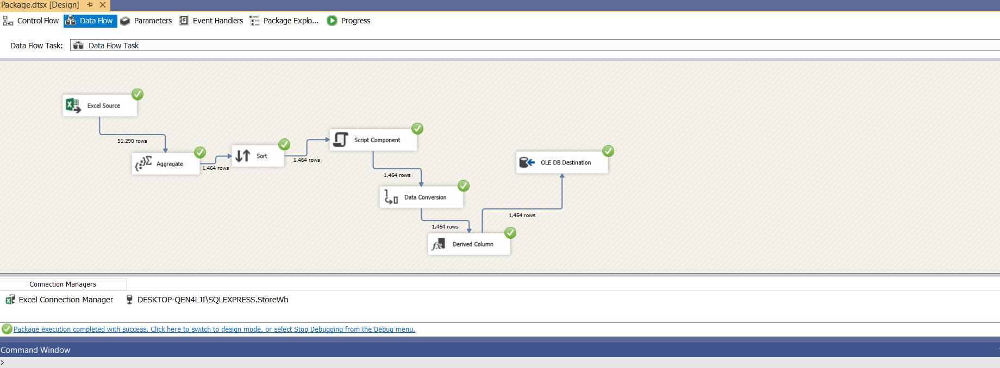 Package.dtsx [Design]
Control Flow
Data Flow
Parameters
Event Handlers
Package Explo...
Progress
Data Flow Task:
Data Flow Task
Excel Source
51,290 rows
Aggregate
1,464 rows
Sort
1,464 rows
Script Component
1,464 rows
Data Conversion
1,464 rows
Derived Column
1,464 rows
OLE DB Destination
Connection Managers
Excel Connection Manager
DESKTOP-QEN4LJI\SQLEXPRESS.StoreWh
Package execution completed with success. Click here to switch to design mode, or select Stop Debugging from the Debug menu.
Command Window
>